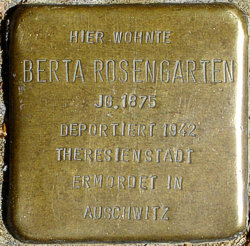 HIER WOHNTE
BERTA ROSENGARTEN
JG. 1875
DEPORTIERT 1942
THERESIENSTADT
ERMORDET IN
AUSCHWITZ